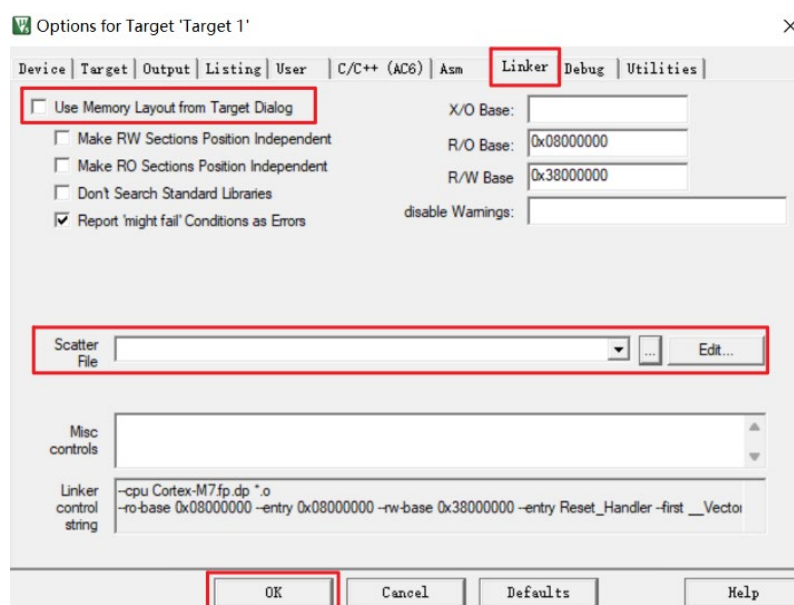 Options for Target 'Target 1'
Device Target Output Listing User C/C++ (AC6) Asm Linker Debug Utilities
Use Memory Layout from Target Dialog
Make RW Sections Position Independent
Make RO Sections Position Independent
Don't Search Standard Libraries
Report 'might fail' Conditions as Errors
X/O Base:
R/O Base: 0x08000000
R/W Base 0x38000000
disable Warnings:
Scatter
File
... Edit...
Misc
controls
Linker
control
string
--cpu Cortex-M7.fp.dp *.o
--ro-base 0x08000000 --entry 0x08000000 --rw-base 0x38000000 --entry Reset_Handler --first __Vector
OK Cancel Defaults Help